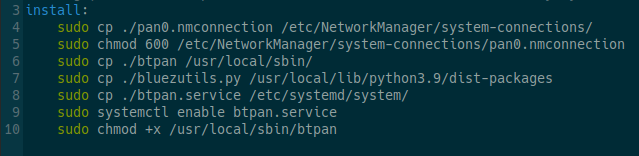 3 install:
4 sudo cp ./pan0.nmconnection /etc/NetworkManager/system-connections/
5 sudo chmod 600 /etc/NetworkManager/system-connections/pan0.nmconnection
6 sudo cp ./btpan /usr/local/sbin/
7 sudo cp ./bluezutils.py /usr/local/lib/python3.9/dist-packages
8 sudo cp ./btpan.service /etc/systemd/system/
9 sudo systemctl enable btpan.service
10 sudo chmod +x /usr/local/sbin/btpan